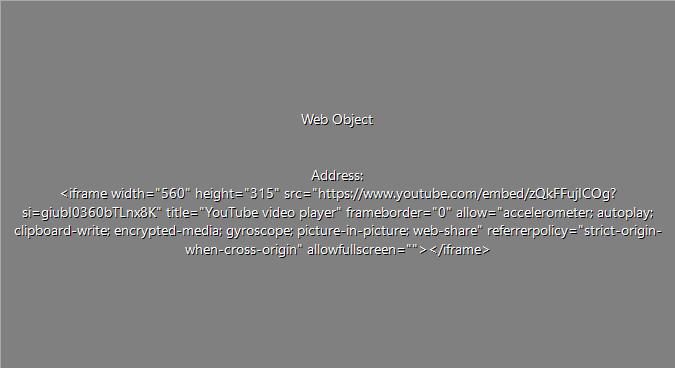 Web Object
Address:
<iframe width="560" height="315" src="https://www.youtube.com/embed/zQkFFujICOg?
si=giubI0360bTLnx8K" title="YouTube video player" frameborder="0" allow="accelerometer; autoplay;
clipboard-write; encrypted-media; gyroscope; picture-in-picture; web-share" referrerpolicy="strict-origin-
when-cross-origin" allowfullscreen=""></iframe>